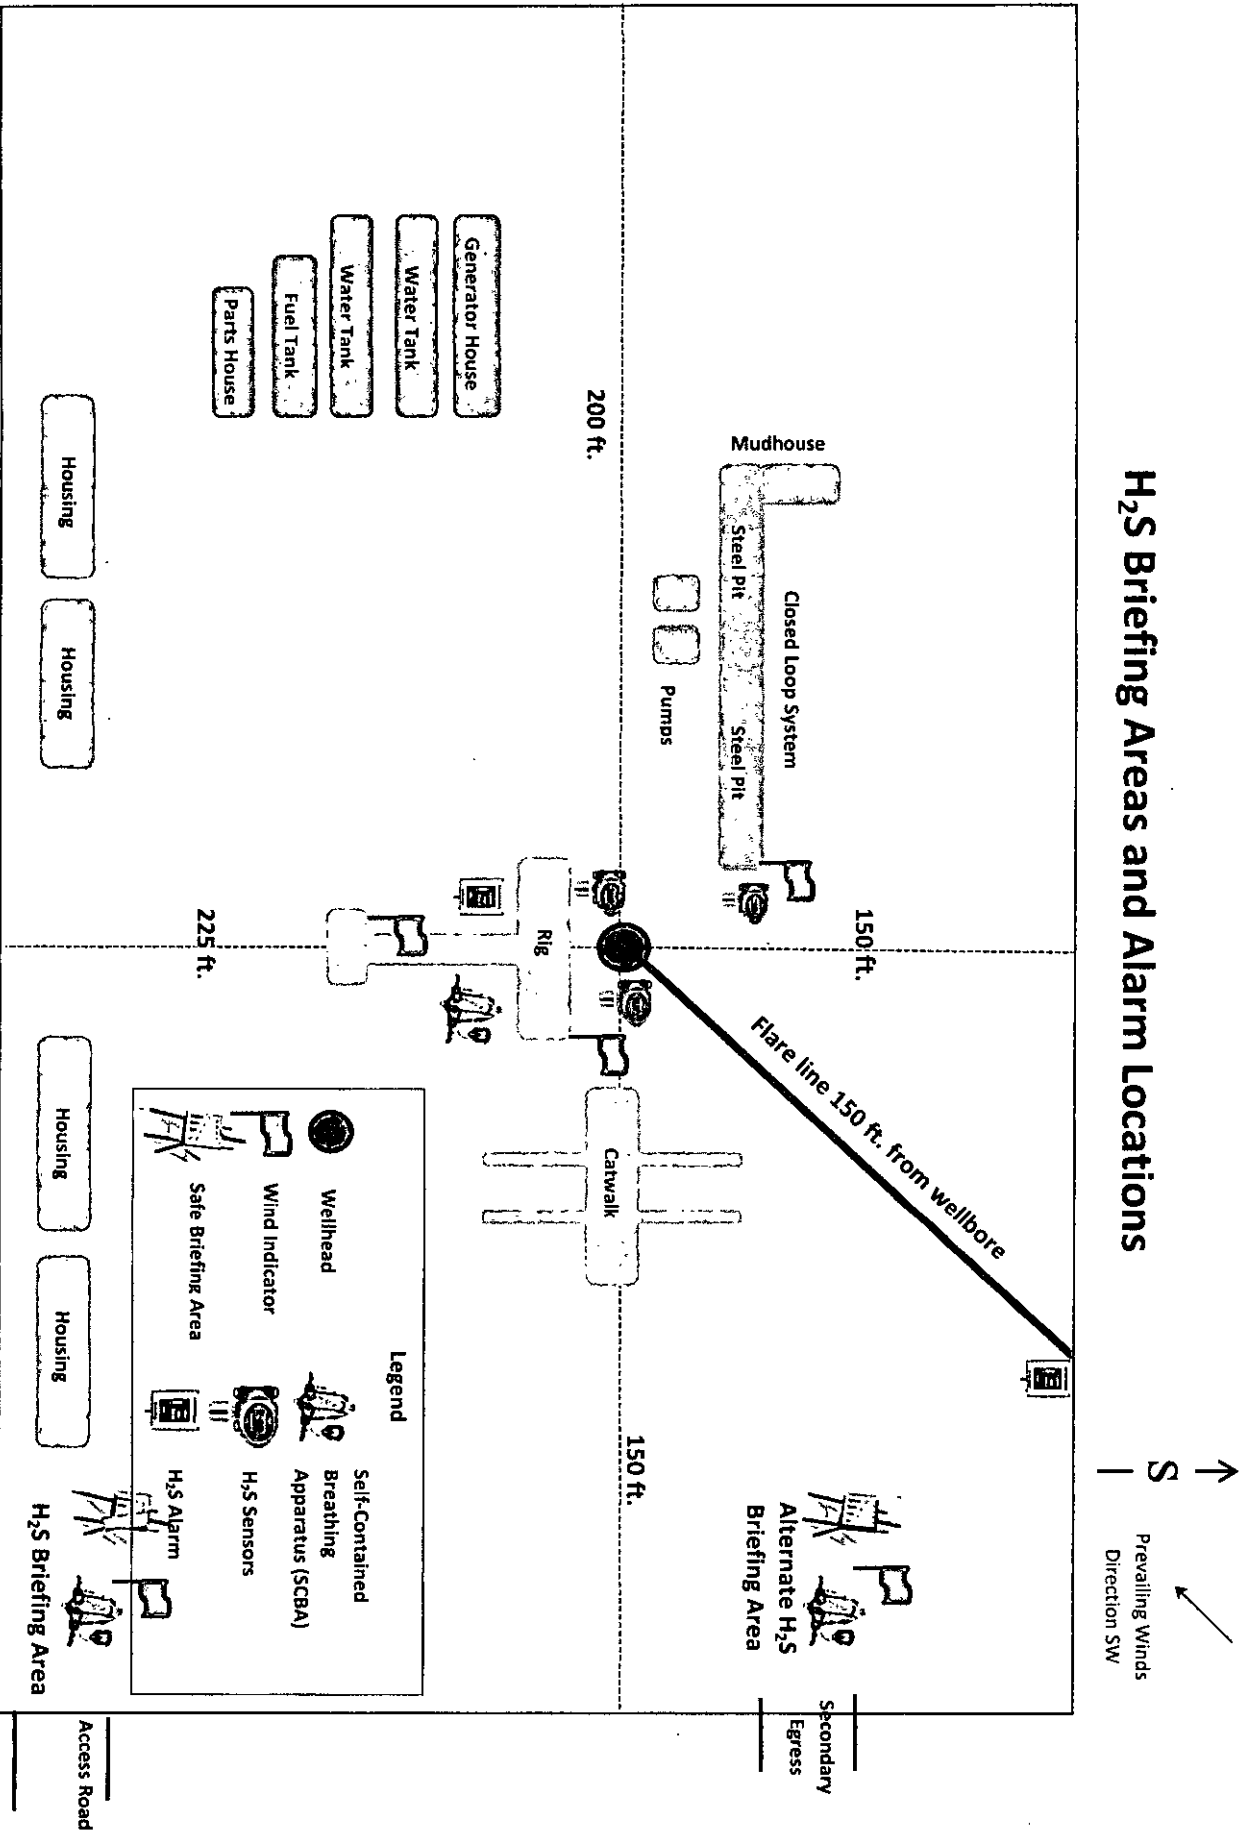 H₂S Briefing Areas and Alarm Locations
S
Prevailing Winds
Direction SW
150 ft.
Flare line 150 ft. from wellbore
Mudhouse
Closed Loop System
Steel Pit
Steel Pit
Pumps
Alternate H₂S
Briefing Area
Secondary
Egress
200 ft.
150 ft.
Catwalk
Rig
Generator House
Water Tank
Water Tank
Fuel Tank
Parts House
225 ft.
Legend
Wellhead
Wind Indicator
Safe Briefing Area
Self-Contained
Breathing
Apparatus (SCBA)
H₂S Sensors
H₂S Alarm
Housing
Housing
Housing
Housing
H₂S Briefing Area
Access Road